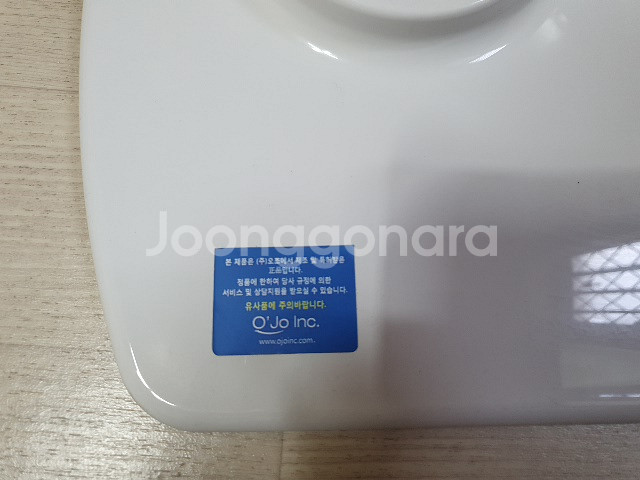 Joonggonara
본 제품은 (주)오조에서 제조 및 특허받은
正品입니다.
정품에 한하여 당사 규정에 의한
서비스 및 상담지원을 받으실 수 있습니다.
유사품에 주의바랍니다.
O'Jo Inc.
www.ojoinc.com